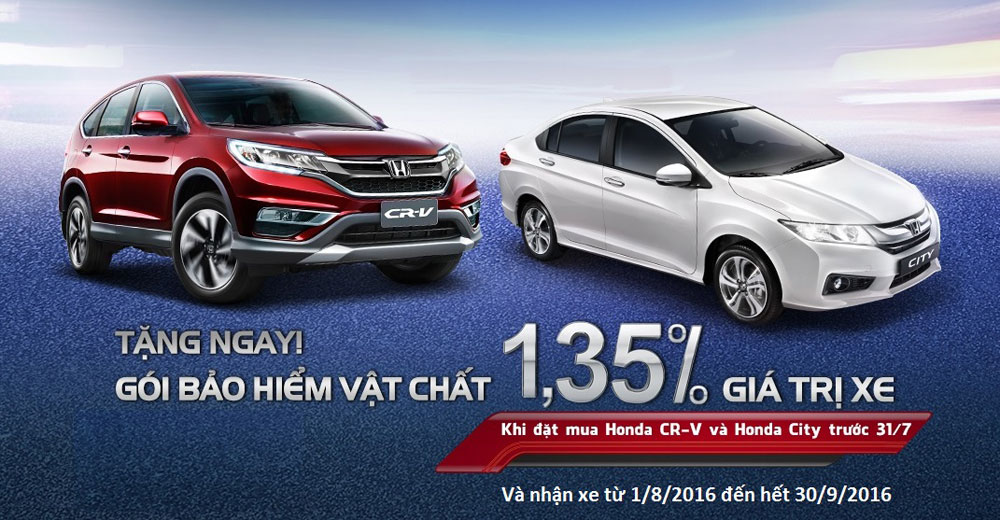 CR-V
CITY
TẶNG NGAY!
GÓI BẢO HIỂM VẬT CHẤT 1,35% GIÁ TRỊ XE
Khi đặt mua Honda CR-V và Honda City trước 31/7
Và nhận xe từ 1/8/2016 đến hết 30/9/2016